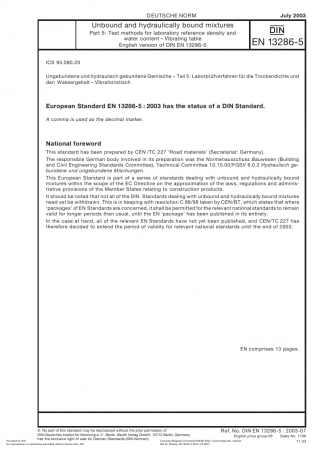 DEUTSCHE NORM
July 2003
Unbound and hydraulically bound mixtures
Part 5: Test methods for laboratory reference density and
water content – Vibrating table
English version of DIN EN 13286-5
DIN
EN 13286-5
ICS 93.080.20
Ungebundene und hydraulisch gebundene Gemische – Teil 5: Laborprüfverfahren für die Trockendichte und
den Wassergehalt – Vibrationstisch
European Standard EN 13286-5 : 2003 has the status of a DIN Standard.
A comma is used as the decimal marker.
National foreword
This standard has been prepared by CEN /TC 227 'Road materials' (Secretariat: Germany).
The responsible German body involved in its preparation was the Normenausschuss Bauwesen (Building
and Civil Engineering Standards Committee), Technical Committee 10.10.00/FGSV 6.0.2 Hydraulisch ge-
bundene und ungebundene Mischungen.
This European Standard is part of a series of standards dealing with unbound and hydraulically bound
mixtures within the scope of the EC Directive on the approximation of the laws, regulations and adminis-
trative provisions of the Member States relating to construction products.
It should be noted that not all of the DIN Standards dealing with unbound and hydraulically bound mixtures
need yet be withdrawn. This is in keeping with resolution C 88/98 taken by CEN/BT, which states that where
'packages' of EN Standards are concerned, it shall be permitted for the relevant national standards to remain
valid for longer periods than usual, until the EN 'package' has been published in its entirety.
In the case at hand, all of the relevant EN Standards have not yet been published, and CEN/TC 227 has
therefore decided to extend the period of validity for relevant national standards until the end of 2003.
EN comprises 13 pages.
© No part of this standard may be reproduced without the prior permission of
DIN Deutsches Institut für Normung e. V., Berlin. Beuth Verlag GmbH, 10772 Berlin, Germany,
has the exclusive right of sale for German Standards (DIN-Normen).
Ref. No. DIN EN 13286-5 : 2003-07
English price group 09 Sales No. 1109
11.03